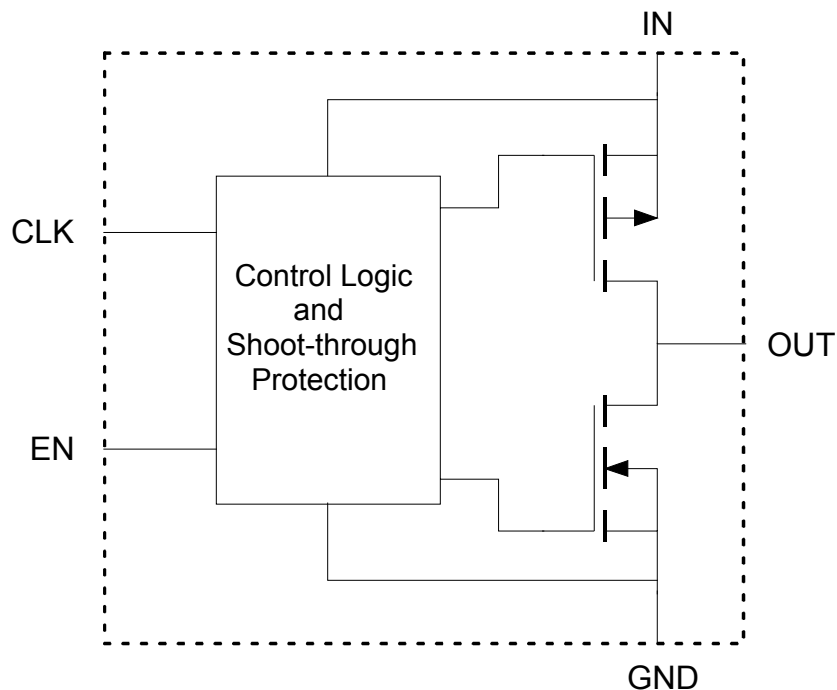 IN
CLK
Control Logic
and
Shoot-through
Protection
OUT
EN
GND